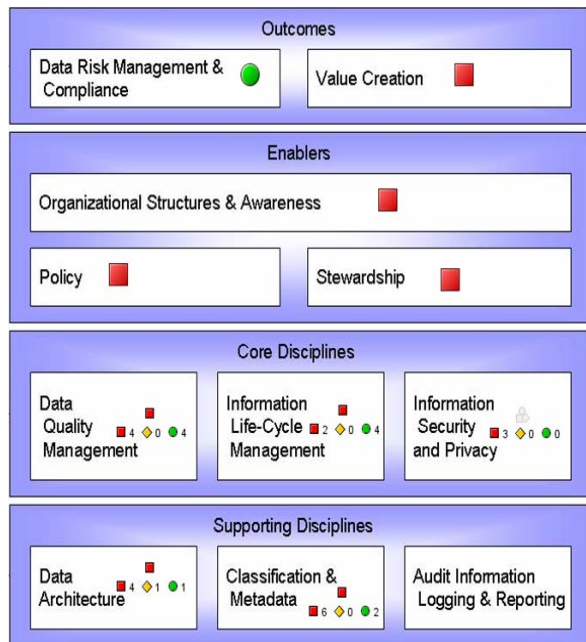 Outcomes
Data Risk Management &
Compliance
Value Creation
Enablers
Organizational Structures & Awareness
Policy
Stewardship
Core Disciplines
Data
Quality
Management
4 0 4
Information
Life-Cycle
Management
2 0 4
Information
Security
and Privacy
3 0 0
Supporting Disciplines
Data
Architecture
4 1 1
Classification &
Metadata
6 0 2
Audit Information
Logging & Reporting